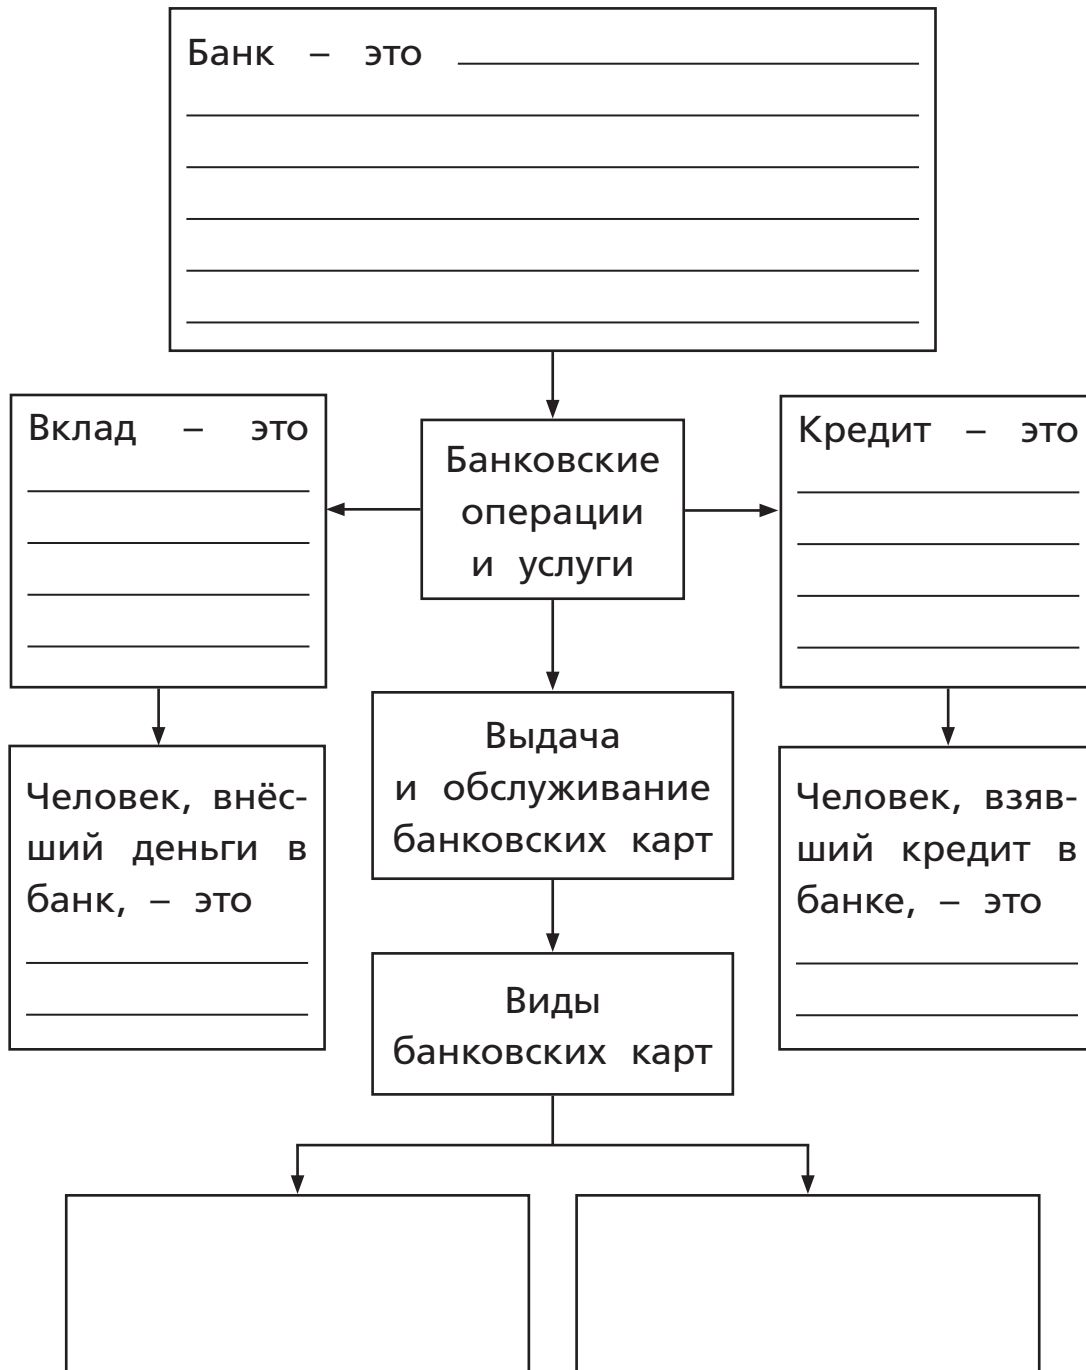 Банк – это
Вклад – это
Банковские
операции
и услуги
Кредит – это
Выдача
и обслуживание
банковских карт
Человек, внёс-
ший деньги в
банк, – это
Человек, взяв-
ший кредит в
банке, – это
Виды
банковских карт